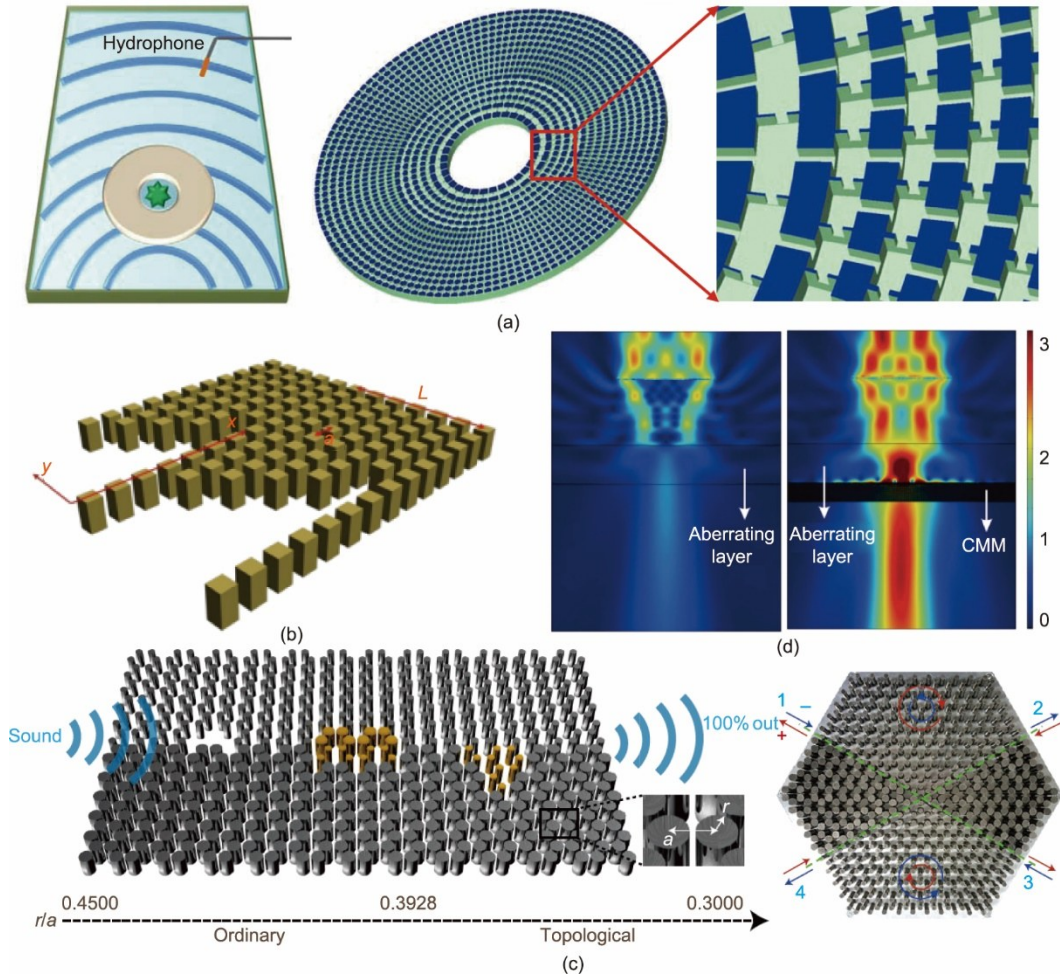 Hydrophone
(a)
L
x
a
y
(b)
Aberrating
layer
Aberrating
layer
CMM
3
2
1
0
(d)
Sound
100% out
r
a
1
–
+
2
3
4
0.4500
0.3928
0.3000
r/a
Ordinary
Topological
(c)